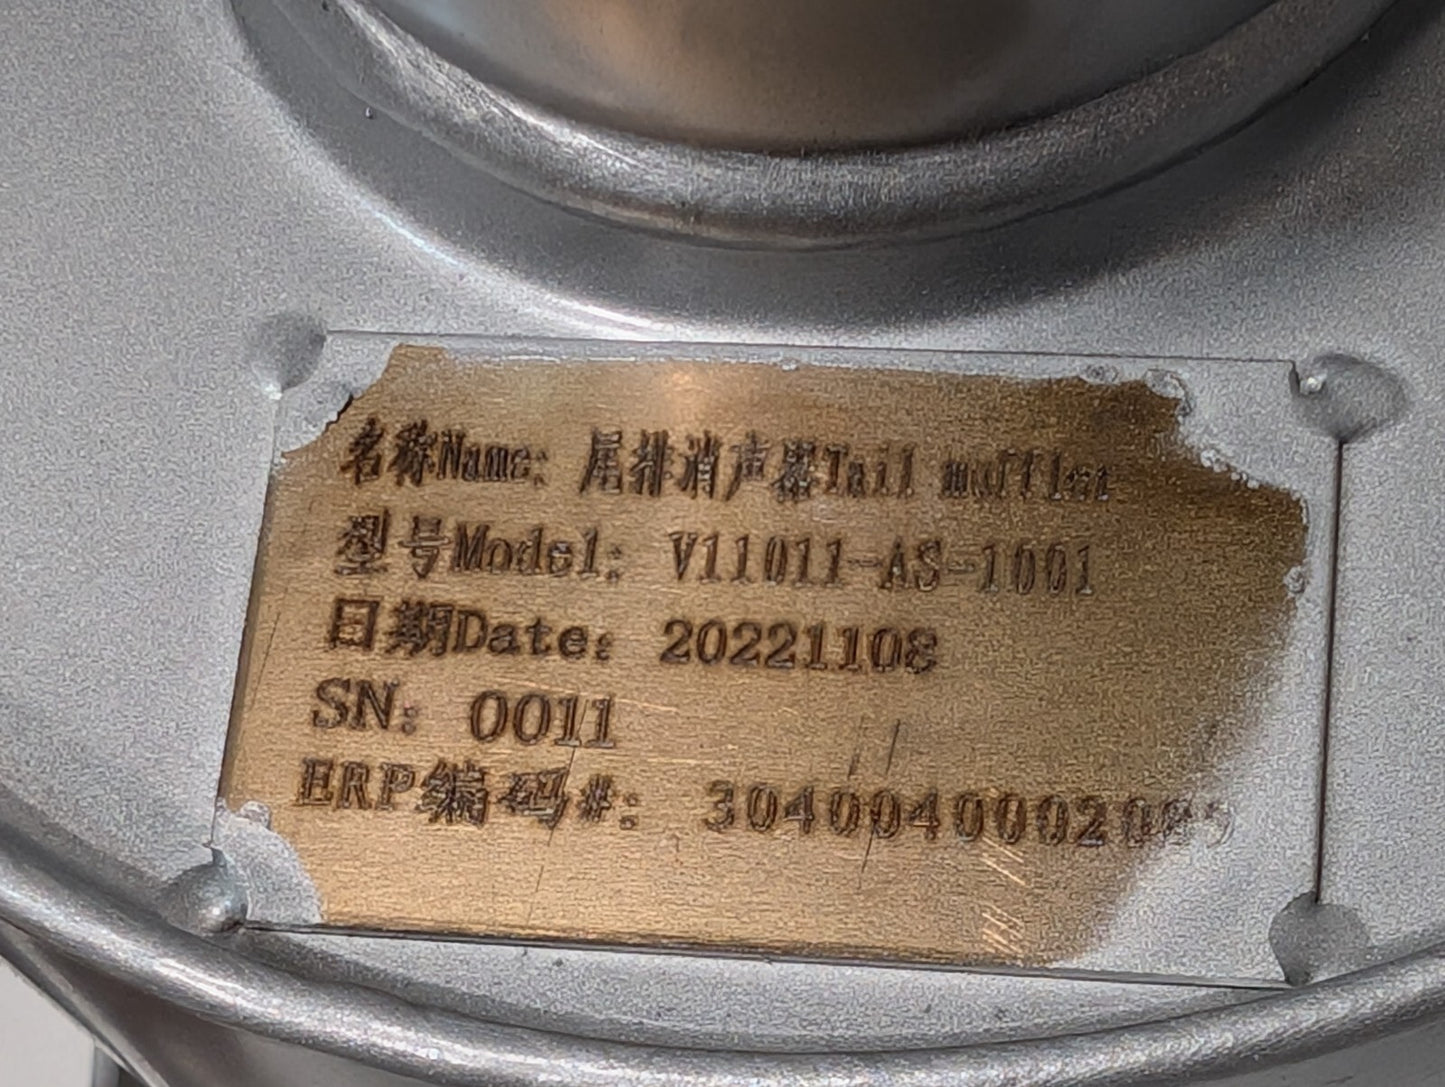 名称Name: 尾排消声器Tail muffler
型号Model: V11011-AS-1001
日期Date: 20221108
SN: 0011
ERP编码#: